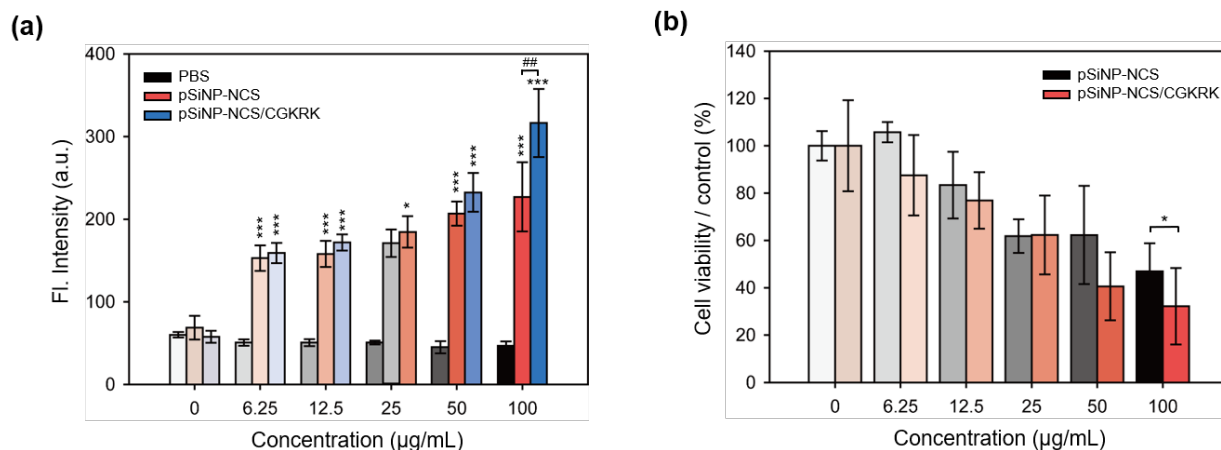 (a)
400
300
200
100
0
Fl. Intensity (a.u.)
PBS
pSiNP-NCS
pSiNP-NCS/CGKRK
***
***
***
***
*
***
***
***
##
***
0 6.25 12.5 25 50 100
Concentration (µg/mL)
(b)
140
120
100
80
60
40
20
0
Cell viability / control (%)
pSiNP-NCS
pSiNP-NCS/CGKRK
*
0 6.25 12.5 25 50 100
Concentration (µg/mL)